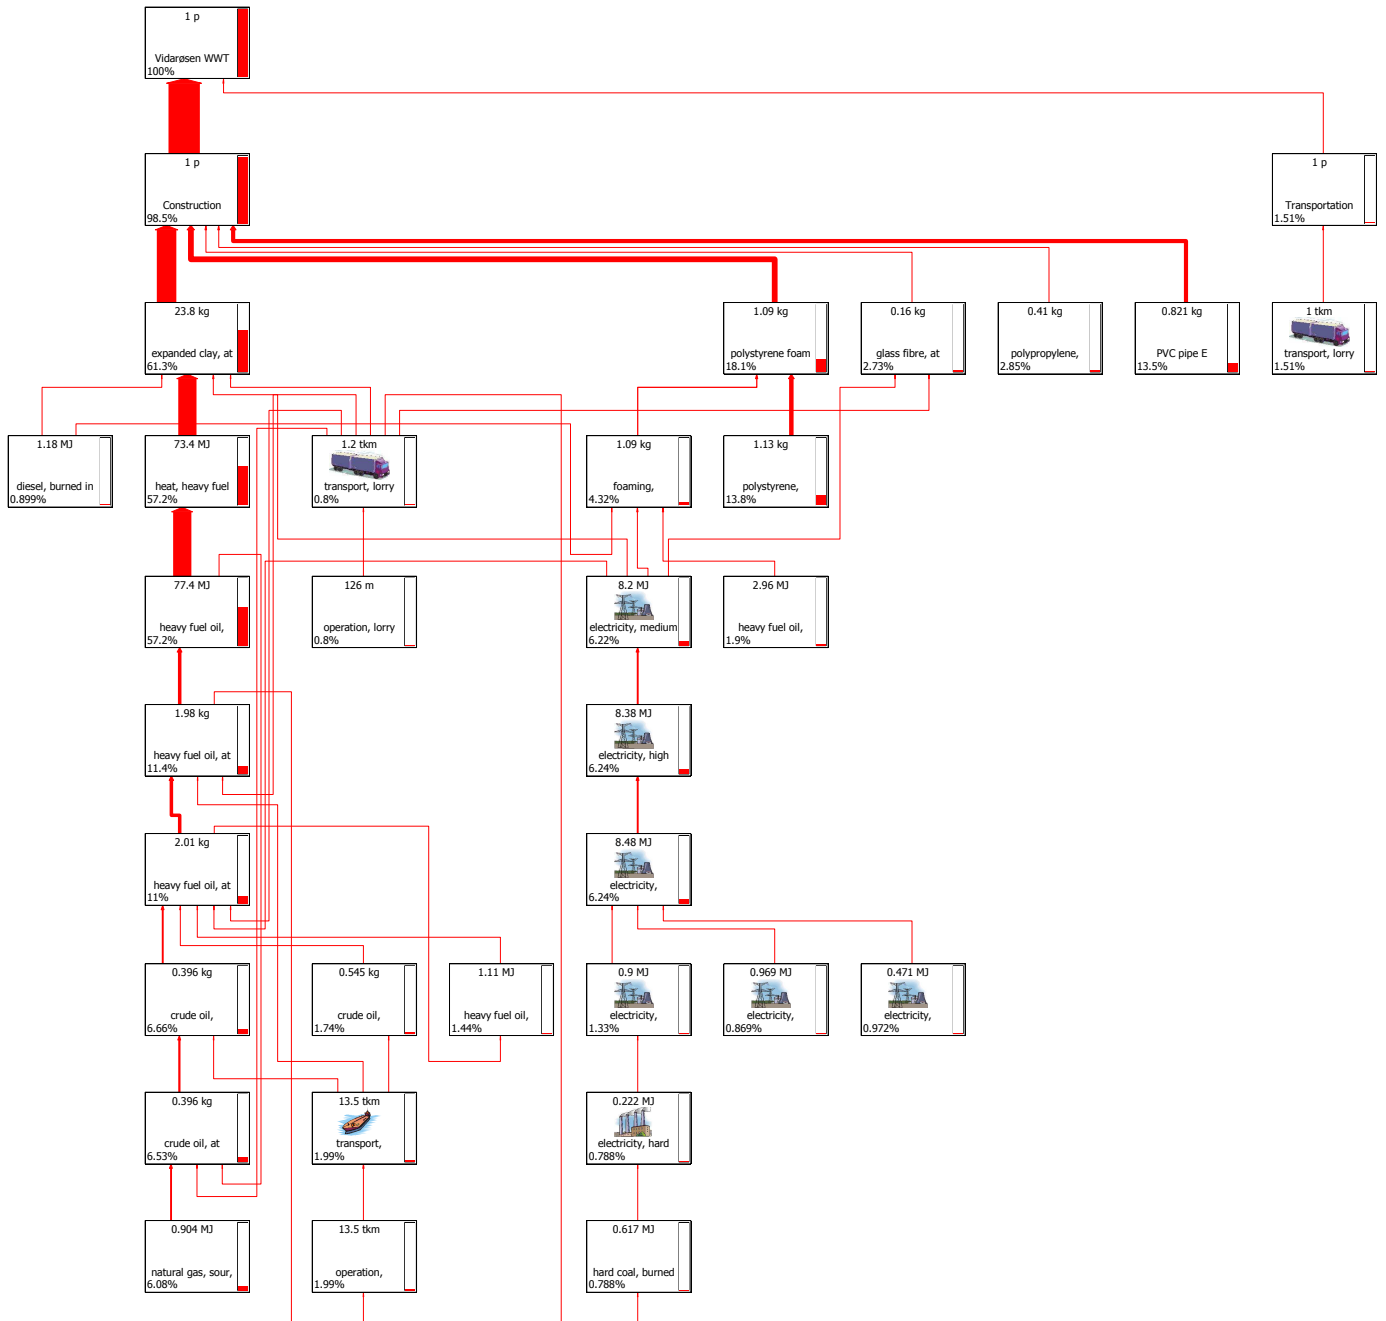 1 p
Vidarøsen WWT
100%
1 p
Construction
98.5%
1 p
Transportation
1.51%
23.8 kg
expanded clay, at
61.3%
1.09 kg
polystyrene foam
18.1%
0.16 kg
glass fibre, at
2.73%
0.41 kg
polypropylene,
2.85%
0.821 kg
PVC pipe E
13.5%
1 tkm
transport, lorry
1.51%
1.18 MJ
diesel, burned in
0.899%
73.4 MJ
heat, heavy fuel
57.2%
1.2 tkm
transport, lorry
0.8%
1.09 kg
foaming,
4.32%
1.13 kg
polystyrene,
13.8%
77.4 MJ
heavy fuel oil,
57.2%
126 m
operation, lorry
0.8%
8.2 MJ
electricity, medium
6.22%
2.96 MJ
heavy fuel oil,
1.9%
1.98 kg
heavy fuel oil, at
11.4%
8.38 MJ
electricity, high
6.24%
2.01 kg
heavy fuel oil, at
11%
8.48 MJ
electricity,
6.24%
0.396 kg
crude oil,
6.66%
0.545 kg
crude oil,
1.74%
1.11 MJ
heavy fuel oil,
1.44%
0.9 MJ
electricity,
1.33%
0.969 MJ
electricity,
0.869%
0.471 MJ
electricity,
0.972%
0.396 kg
crude oil, at
6.53%
13.5 tkm
transport,
1.99%
0.222 MJ
electricity, hard
0.788%
0.904 MJ
natural gas, sour,
6.08%
13.5 tkm
operation,
1.99%
0.617 MJ
hard coal, burned
0.788%